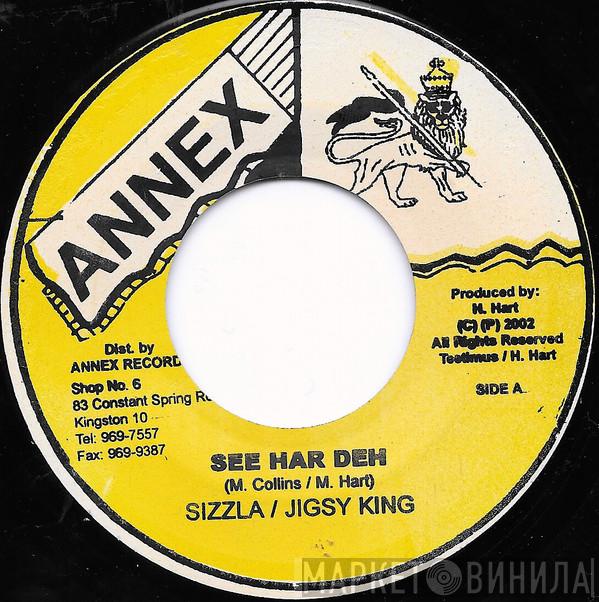 ANNEX
Dist. by
ANNEX RECORD
Shop No. 6
83 Constant Spring
Kingston 10
Tel: 969-7557
Fax: 969-9387
Produced by:
H. Hart
(C) (P) 2002
All Rights Reserved
Teetimus / H. Hart
SIDE A.
SEE HAR DEH
(M. Collins / M. Hart)
SIZZLA / JIGSY KING
МАРКЕТ ВИНИЛА